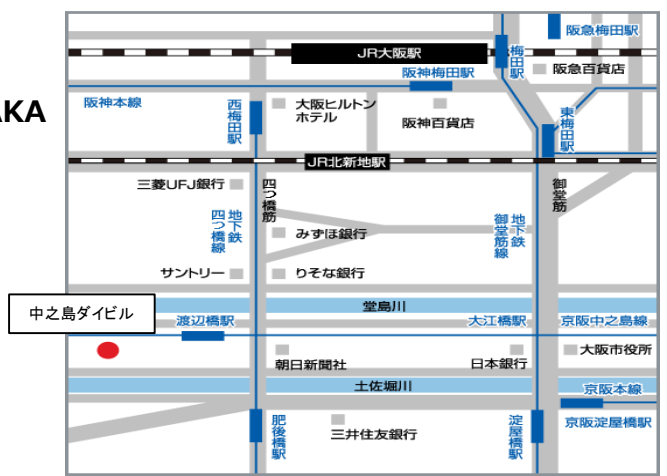 阪急梅田駅
JR大阪駅
梅田駅
阪急百貨店
阪神梅田駅
AKA
阪神本線
西梅田駅
大阪ヒルトン
ホテル
阪神百貨店
東梅田駅
JR北新地駅
三菱UFJ銀行
四つ橋筋
御堂筋
地下鉄
四つ橋線
みずほ銀行
地下鉄
御堂筋線
サントリー
りそな銀行
中之島ダイビル
堂島川
渡辺橋駅
大江橋駅
京阪中之島線
朝日新聞社
日本銀行
大阪市役所
土佐堀川
京阪本線
肥後橋駅
三井住友銀行
淀屋橋駅
京阪淀屋橋駅